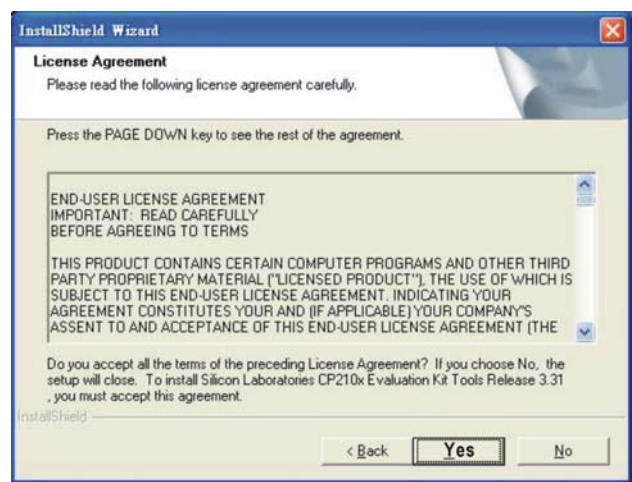 InstallShield Wizard
License Agreement
Please read the following license agreement carefully.
Press the PAGE DOWN key to see the rest of the agreement.
END-USER LICENSE AGREEMENT
IMPORTANT: READ CAREFULLY
BEFORE AGREEING TO TERMS
THIS PRODUCT CONTAINS CERTAIN COMPUTER PROGRAMS AND OTHER THIRD
PARTY PROPRIETARY MATERIAL ("LICENSED PRODUCT"), THE USE OF WHICH IS
SUBJECT TO THIS END-USER LICENSE AGREEMENT. INDICATING YOUR
AGREEMENT CONSTITUTES YOUR AND (IF APPLICABLE) YOUR COMPANY'S
ASSENT TO AND ACCEPTANCE OF THIS END-USER LICENSE AGREEMENT (THE
Do you accept all the terms of the preceding License Agreement? If you choose No, the
setup will close. To install Silicon Laboratories CP210x Evaluation Kit Tools Release 3.31
, you must accept this agreement.
InstallShield
< Back Yes No